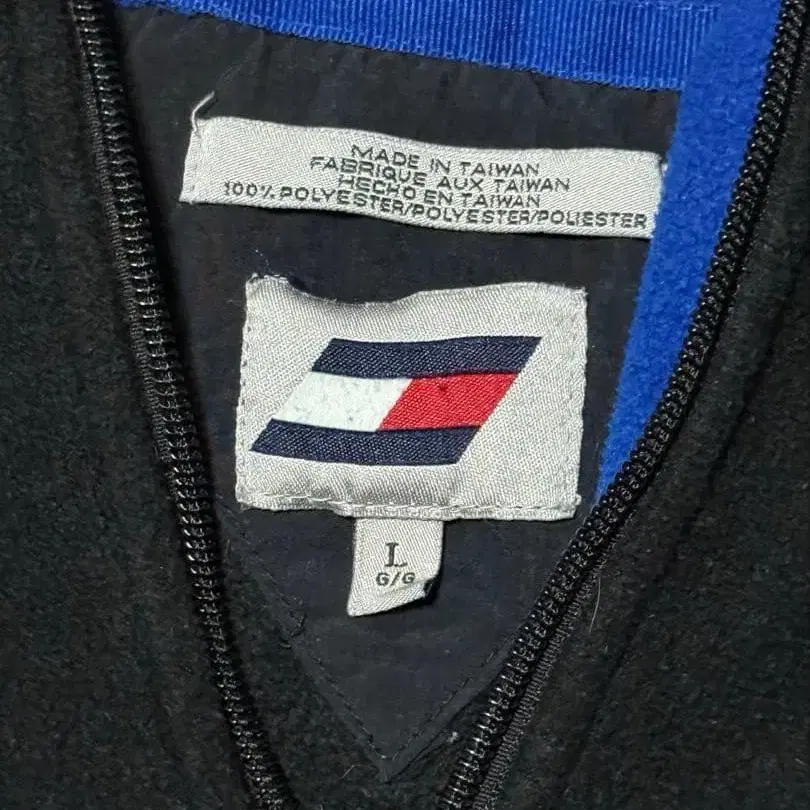 MADE IN TAIWAN
FABRIQUE AUX TAIWAN
HECHO EN TAIWAN
100% POLYESTER/POLYESTER/POLIESTER
L
G/G